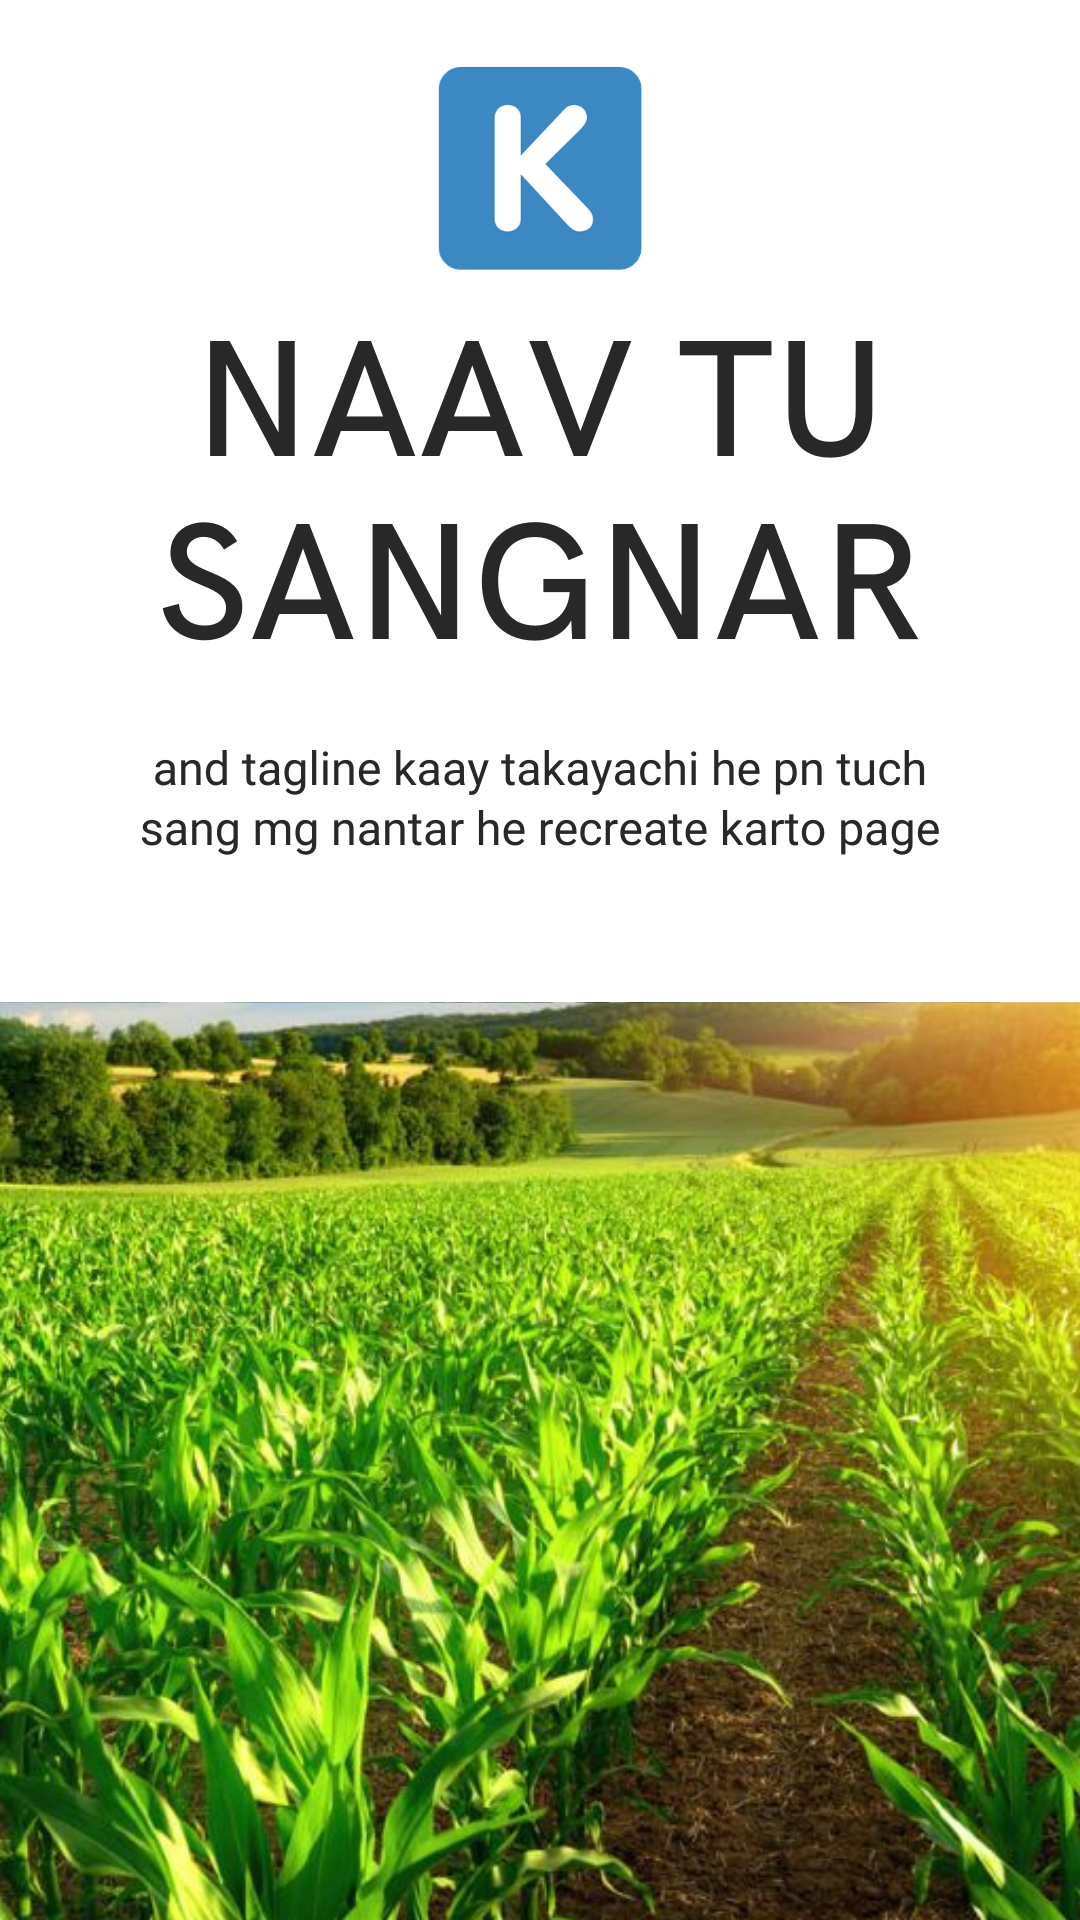 K
NAAV TU
SANGNAR
and tagline kaay takayachi he pn tuch
sang mg nantar he recreate karto page